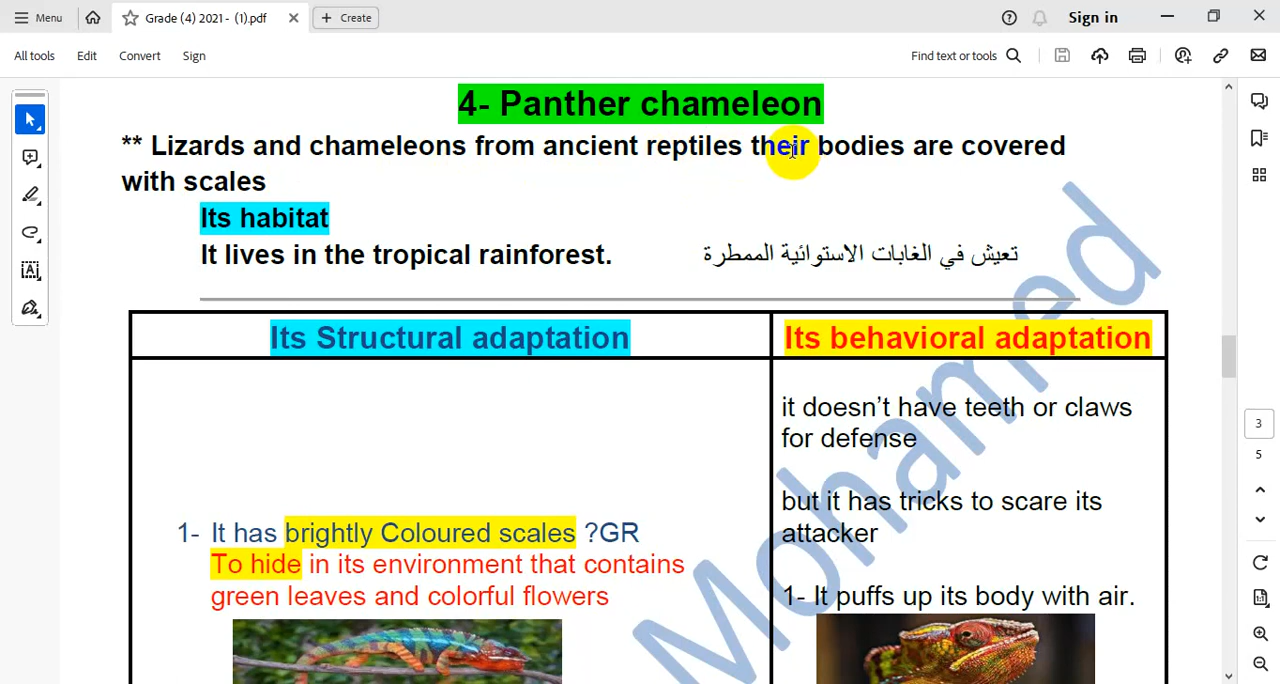 Menu
Grade (4) 2021- (1).pdf
Create
Sign in
All tools
Edit
Convert
Sign
Find text or tools
4- Panther chameleon
** Lizards and chameleons from ancient reptiles their bodies are covered
with scales
Its habitat
It lives in the tropical rainforest. تعيش في الغابات الاستوائية الممطرة
Its Structural adaptation
Its behavioral adaptation
it doesn't have teeth or claws
for defense
but it has tricks to scare its
attacker
1- It has brightly Coloured scales ?GR
To hide in its environment that contains
green leaves and colorful flowers
1- It puffs up its body with air.
Mohamed
3
5